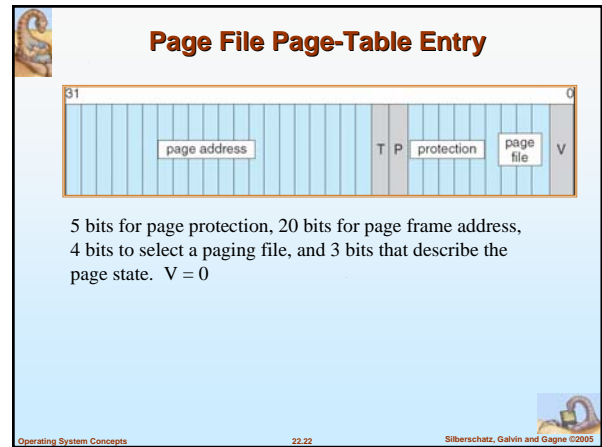 Page File Page-Table Entry
31 0
page address T P protection page file V
5 bits for page protection, 20 bits for page frame address,
4 bits to select a paging file, and 3 bits that describe the
page state. V = 0
Operating System Concepts 22.22 Silberschatz, Galvin and Gagne ©2005